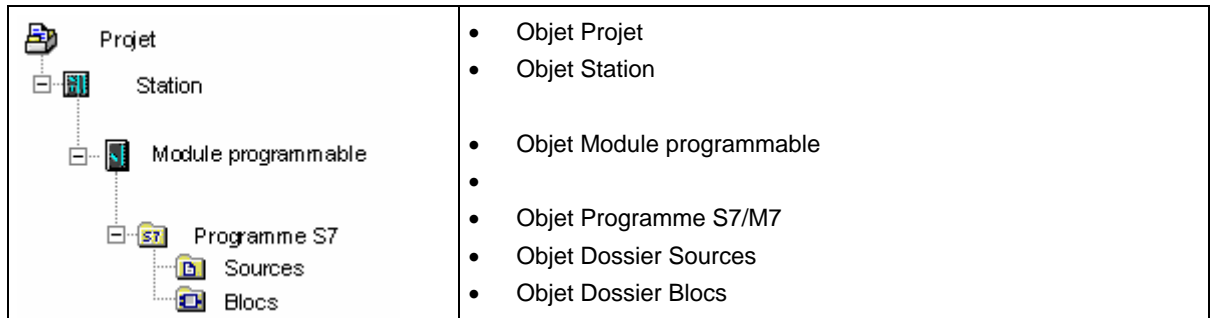 Projet
Station
Module programmable
Programme S7
Sources
Blocs
• Objet Projet
• Objet Station
• Objet Module programmable
•
• Objet Programme S7/M7
• Objet Dossier Sources
• Objet Dossier Blocs